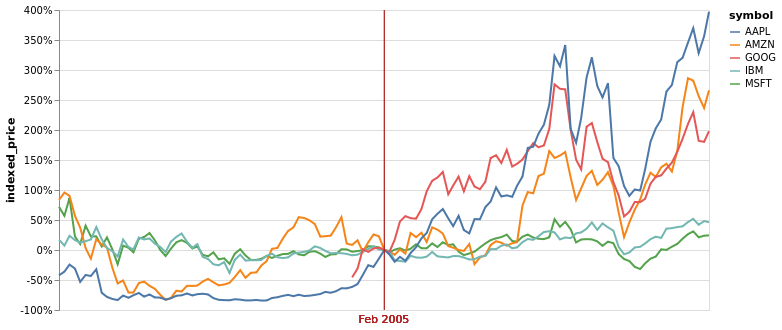 400%
350%
300%
250%
200%
150%
100%
50%
0%
-50%
-100%
indexed_price
Feb 2005
symbol
AAPL
AMZN
GOOG
IBM
MSFT